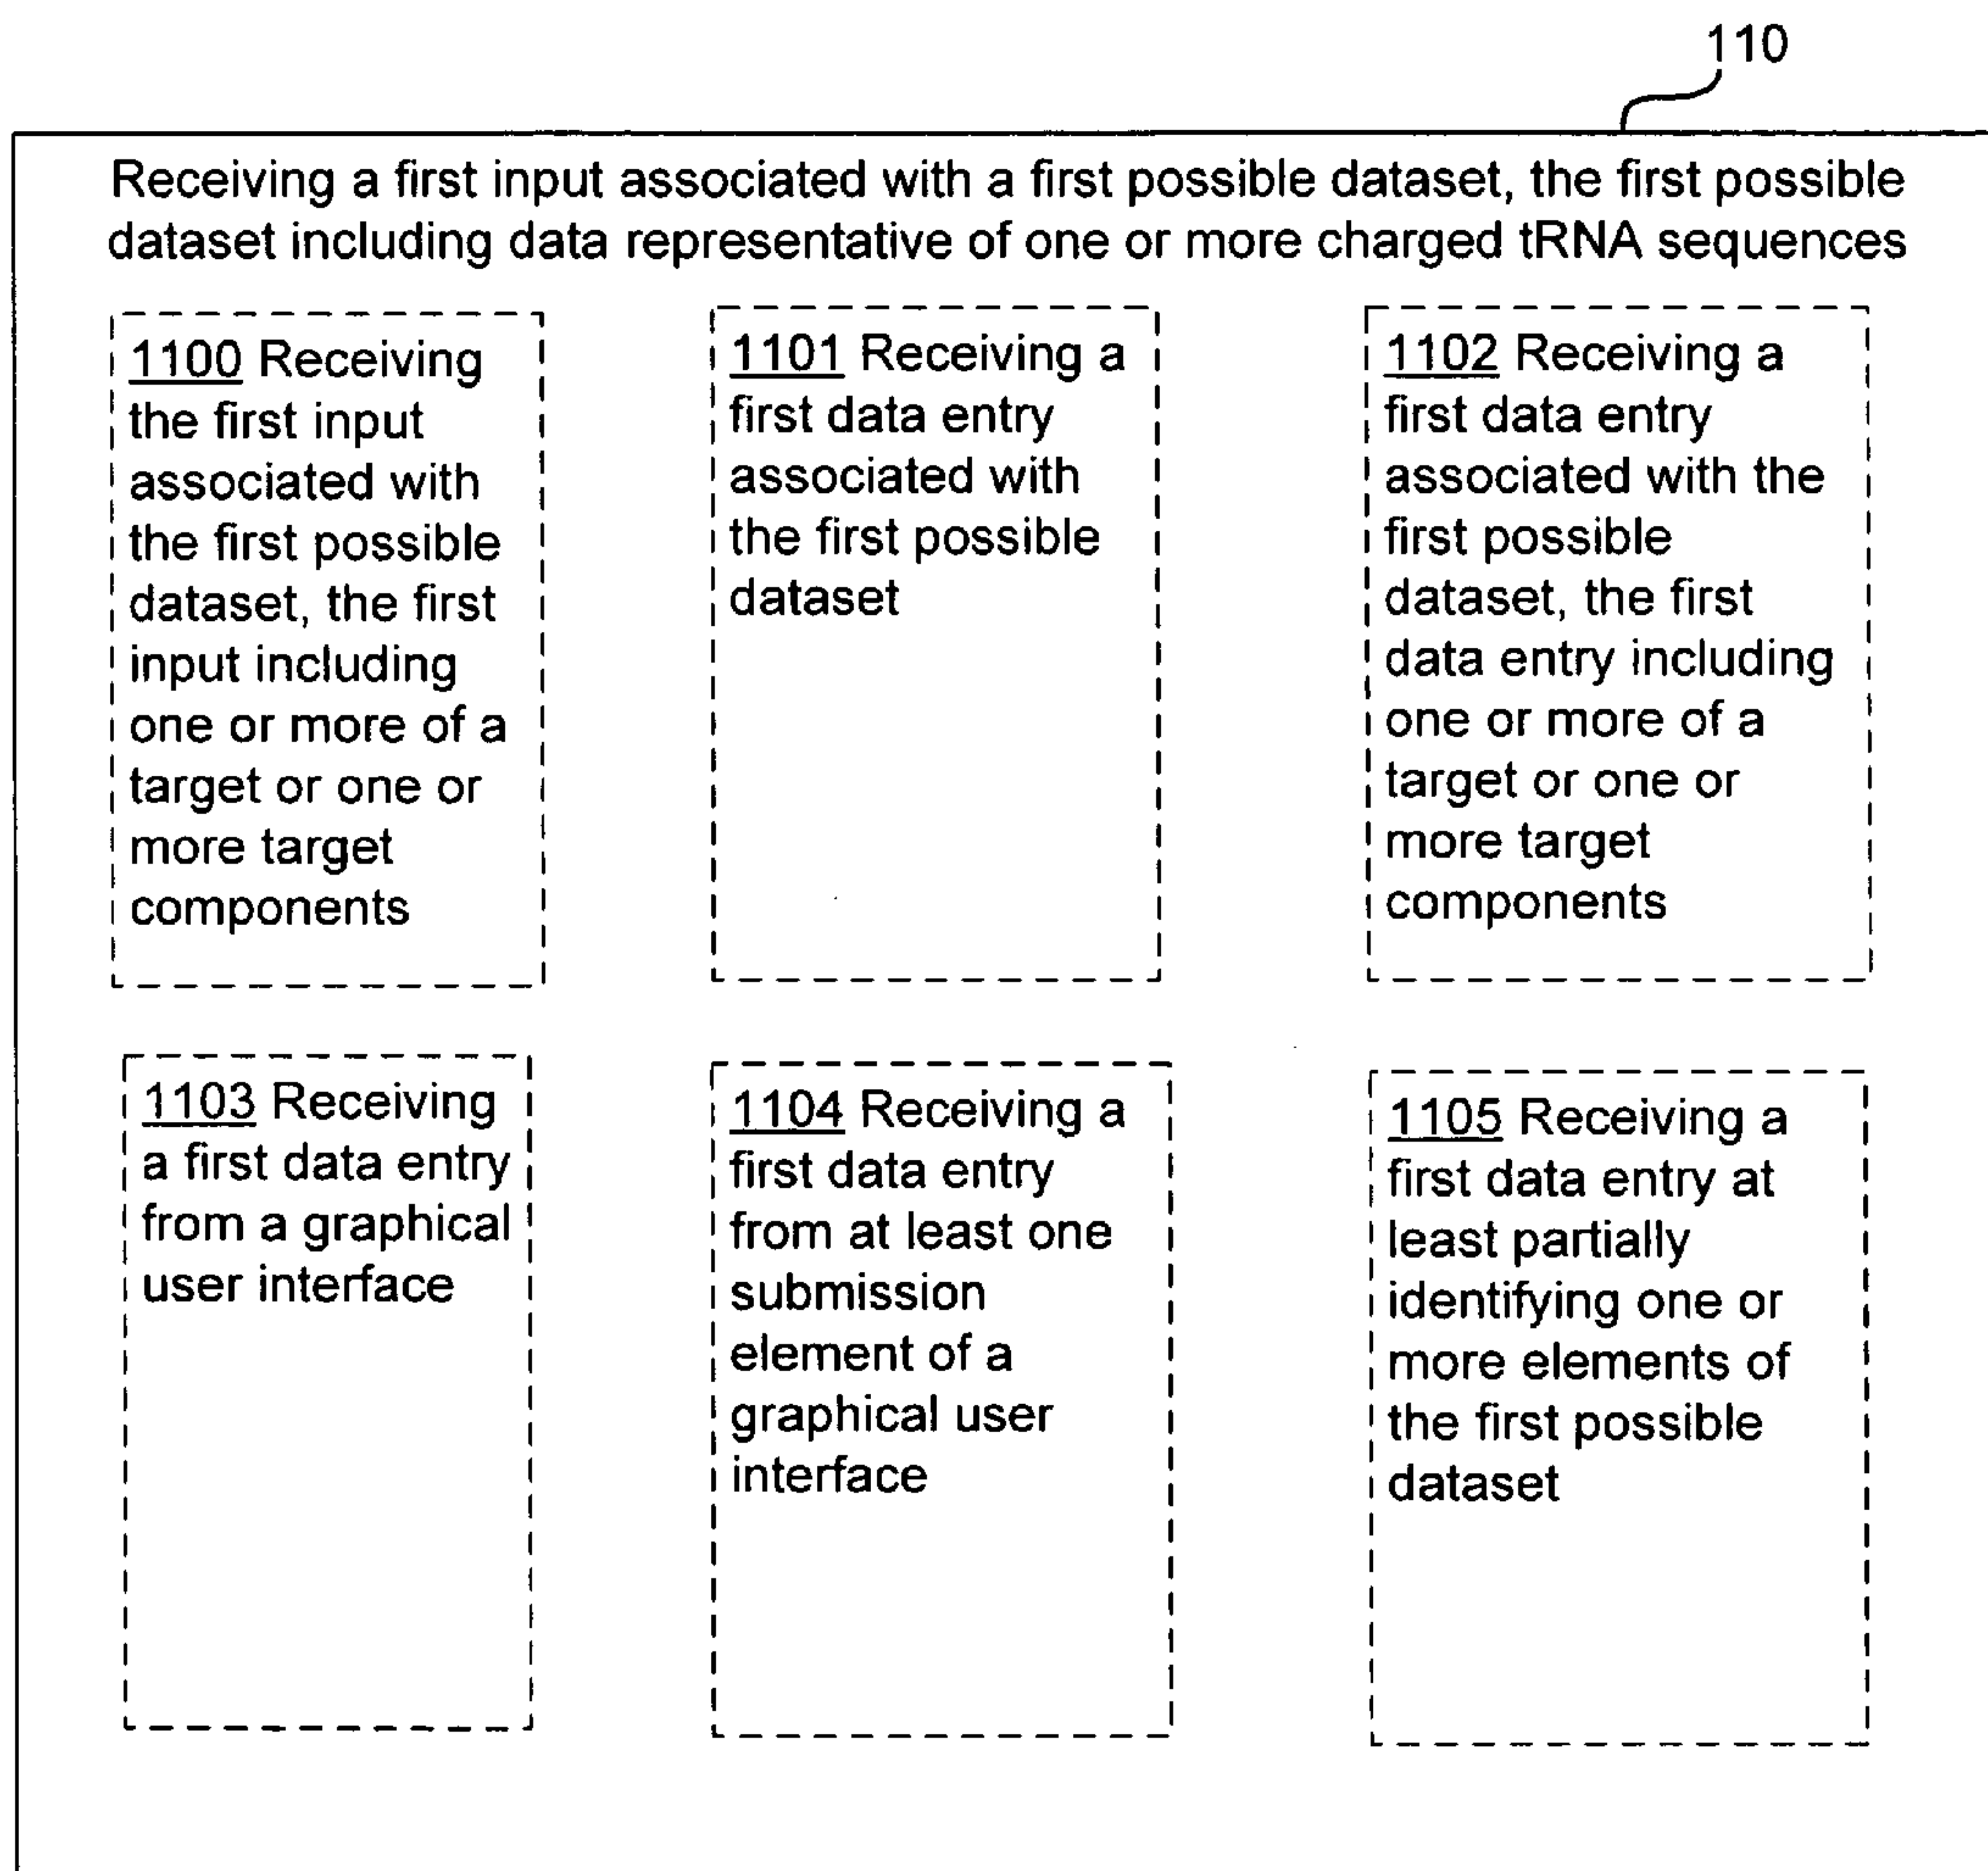 110
Receiving a first input associated with a first possible dataset, the first possible
dataset including data representative of one or more charged tRNA sequences
1100 Receiving
the first input
associated with
the first possible
dataset, the first
input including
one or more of a
target or one or
more target
components
1101 Receiving a
first data entry
associated with
the first possible
dataset
1102 Receiving a
first data entry
associated with the
first possible
dataset, the first
data entry including
one or more of a
target or one or
more target
components
1103 Receiving
a first data entry
from a graphical
user interface
1104 Receiving a
first data entry
from at least one
submission
element of a
graphical user
interface
1105 Receiving a
first data entry at
least partially
identifying one or
more elements of
the first possible
dataset